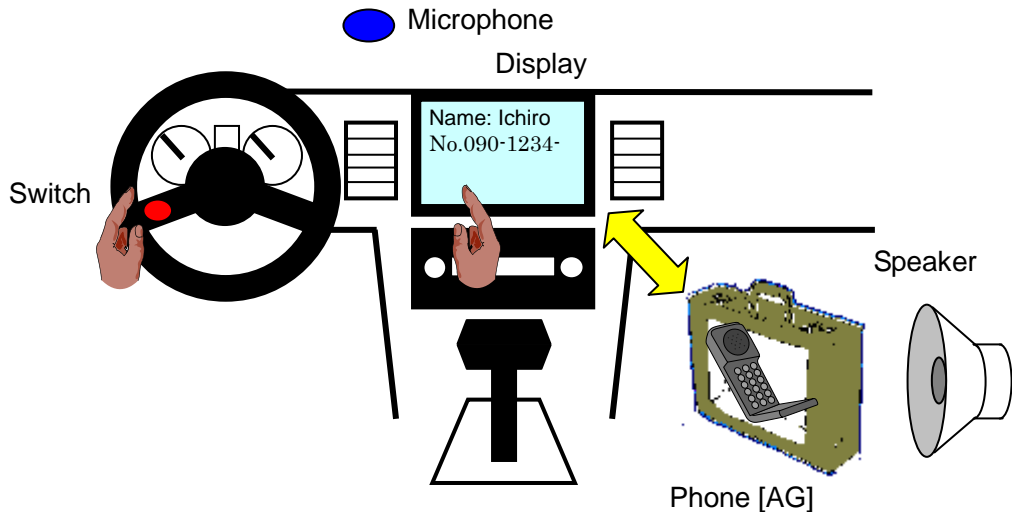 Microphone
Display
Name: Ichiro
No.090-1234-
Switch
Speaker
Phone [AG]